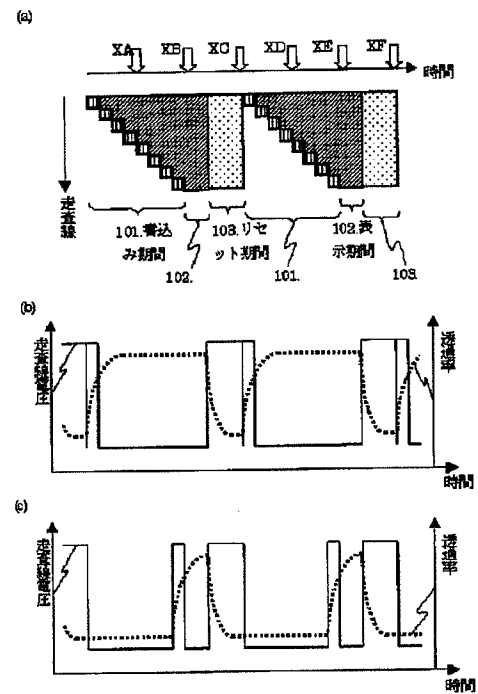 (a)
XA XB XC XD XE XF
時間
走査線
101.書込
み期間
102.
103.リセ
ット期間
101.
102.表
示期間
103.
(b)
走査線電圧
透過率
時間
(c)
走査線電圧
透過率
時間